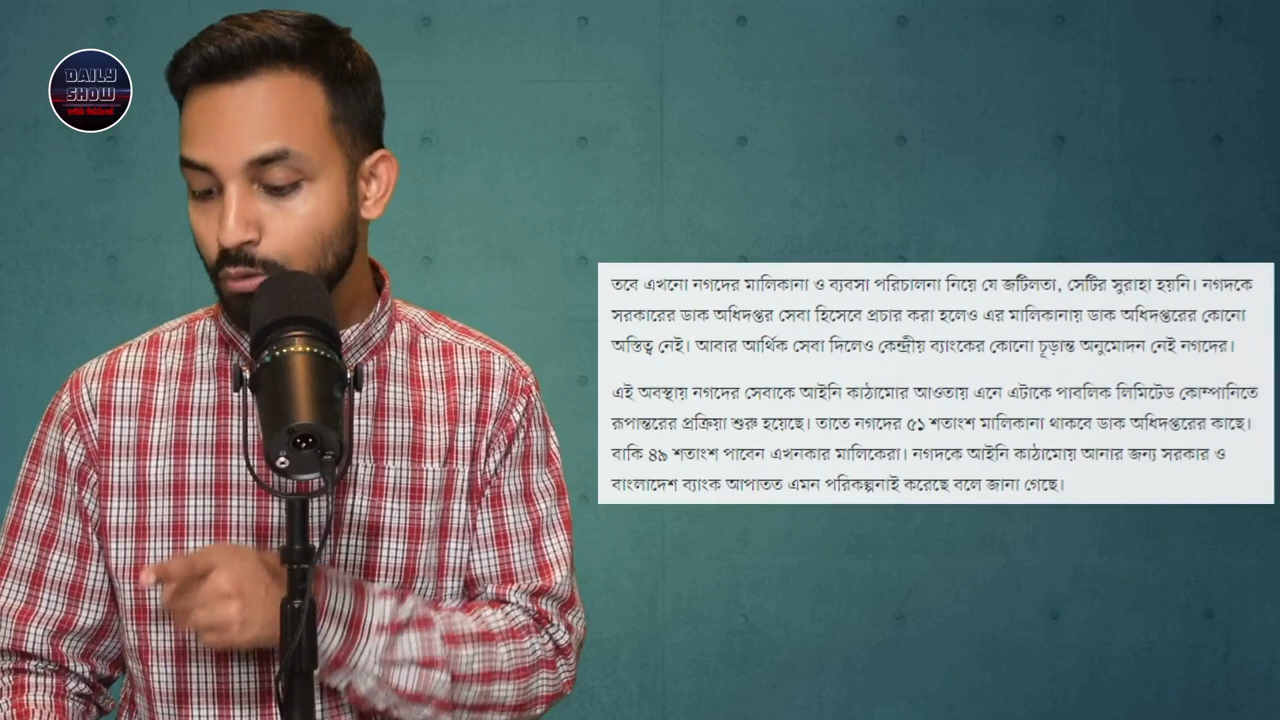 DAILY
SHOW
তবে এখনো নগদের মালিকানা ও ব্যবসা পরিচালনা নিয়ে যে জটিলতা, সেটির সুরাহা হয়নি। নগদকে
সরকারের ডাক অধিদপ্তর সেবা হিসেবে প্রচার করা হলেও এর মালিকানায় ডাক অধিদপ্তরের কোনো
অস্তিত্ব নেই। আবার আর্থিক সেবা দিলেও কেন্দ্রীয় ব্যাংকের কোনো চূড়ান্ত অনুমোদন নেই নগদের।
এই অবস্থায় নগদের সেবাকে আইনি কাঠামোর আওতায় এনে এটাকে পাবলিক লিমিটেড কোম্পানিতে
রূপান্তরের প্রক্রিয়া শুরু হয়েছে। তাতে নগদের ৫১ শতাংশ মালিকানা থাকবে ডাক অধিদপ্তরের কাছে।
বাকি ৪৯ শতাংশ পাবেন এখনকার মালিকেরা। নগদকে আইনি কাঠামোয় আনার জন্য সরকার ও
বাংলাদেশ ব্যাংক আপাতত এমন পরিকল্পনাই করেছে বলে জানা গেছে।